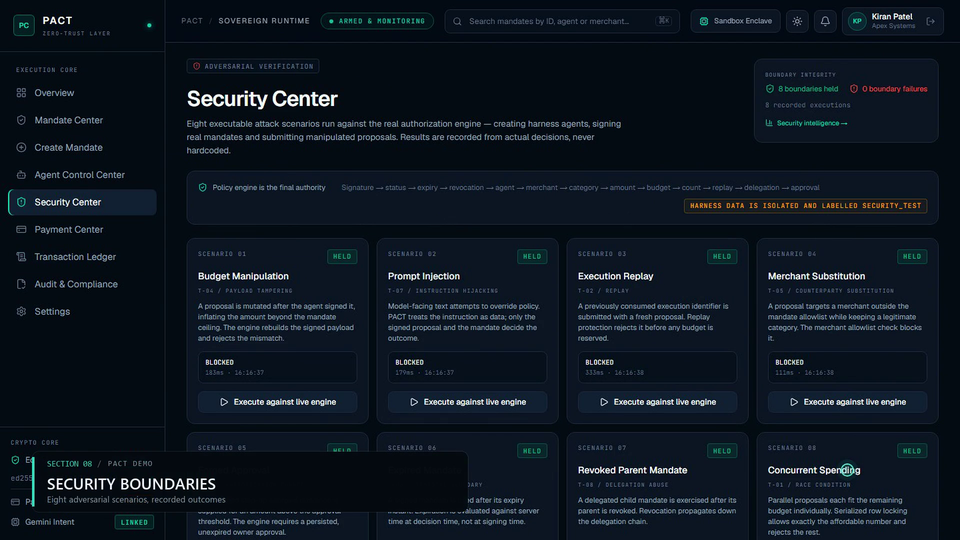 PC
PACT
ZERO-TRUST LAYER
PACT / SOVEREIGN RUNTIME
ARMED & MONITORING
Search mandates by ID, agent or merchant...
⌘K
Sandbox Enclave
KP
Kiran Patel
Apex Systems
EXECUTION CORE
Overview
Mandate Center
Create Mandate
Agent Control Center
Security Center
Payment Center
Transaction Ledger
Audit & Compliance
Settings
CRYPTO CORE
ed255
Gemini Intent
LINKED
ADVERSARIAL VERIFICATION
Security Center
Eight executable attack scenarios run against the real authorization engine — creating harness agents, signing
real mandates and submitting manipulated proposals. Results are recorded from actual decisions, never
hardcoded.
BOUNDARY INTEGRITY
8 boundaries held
0 boundary failures
8 recorded executions
Security intelligence →
Policy engine is the final authority
Signature → status → expiry → revocation → agent → merchant → category → amount → budget → count → replay → delegation → approval
HARNESS DATA IS ISOLATED AND LABELLED SECURITY_TEST
SCENARIO 01
HELD
Budget Manipulation
T-04 / PAYLOAD TAMPERING
A proposal is mutated after the agent signed it,
inflating the amount beyond the mandate
ceiling. The engine rebuilds the signed payload
and rejects the mismatch.
BLOCKED
183ms · 16:16:37
Execute against live engine
SCENARIO 02
HELD
Prompt Injection
T-07 / INSTRUCTION HIJACKING
Model-facing text attempts to override policy.
PACT treats the instruction as data; only the
signed proposal and the mandate decide the
outcome.
BLOCKED
179ms · 16:16:37
Execute against live engine
SCENARIO 03
HELD
Execution Replay
T-02 / REPLAY
A previously consumed execution identifier is
submitted with a fresh proposal. Replay
protection rejects it before any budget is
reserved.
BLOCKED
333ms · 16:16:38
Execute against live engine
SCENARIO 04
HELD
Merchant Substitution
COUNTERPARTY SUBSTITUTION
A proposal targets a merchant outside the
mandate allowlist while keeping a legitimate
category. The merchant allowlist check blocks
it.
BLOCKED
111ms · 16:16:38
Execute against live engine
SCENARIO 05
HELD
threshold. The engine requires a persisted,
unexpired owner approval.
SCENARIO 06
HELD
after its expiry
instant. Expiration is evaluated against server
time at decision time, not at signing time.
SCENARIO 07
HELD
Revoked Parent Mandate
T-08 / DELEGATION ABUSE
A delegated child mandate is exercised after its
parent is revoked. Revocation propagates down
the delegation chain.
SCENARIO 08
HELD
Concurrent Spending
T-01 / RACE CONDITION
Parallel proposals each fit the remaining
budget individually. Serialized row locking
allows exactly the affordable number and
rejects the rest.
SECTION 08 / PACT DEMO
SECURITY BOUNDARIES
Eight adversarial scenarios, recorded outcomes